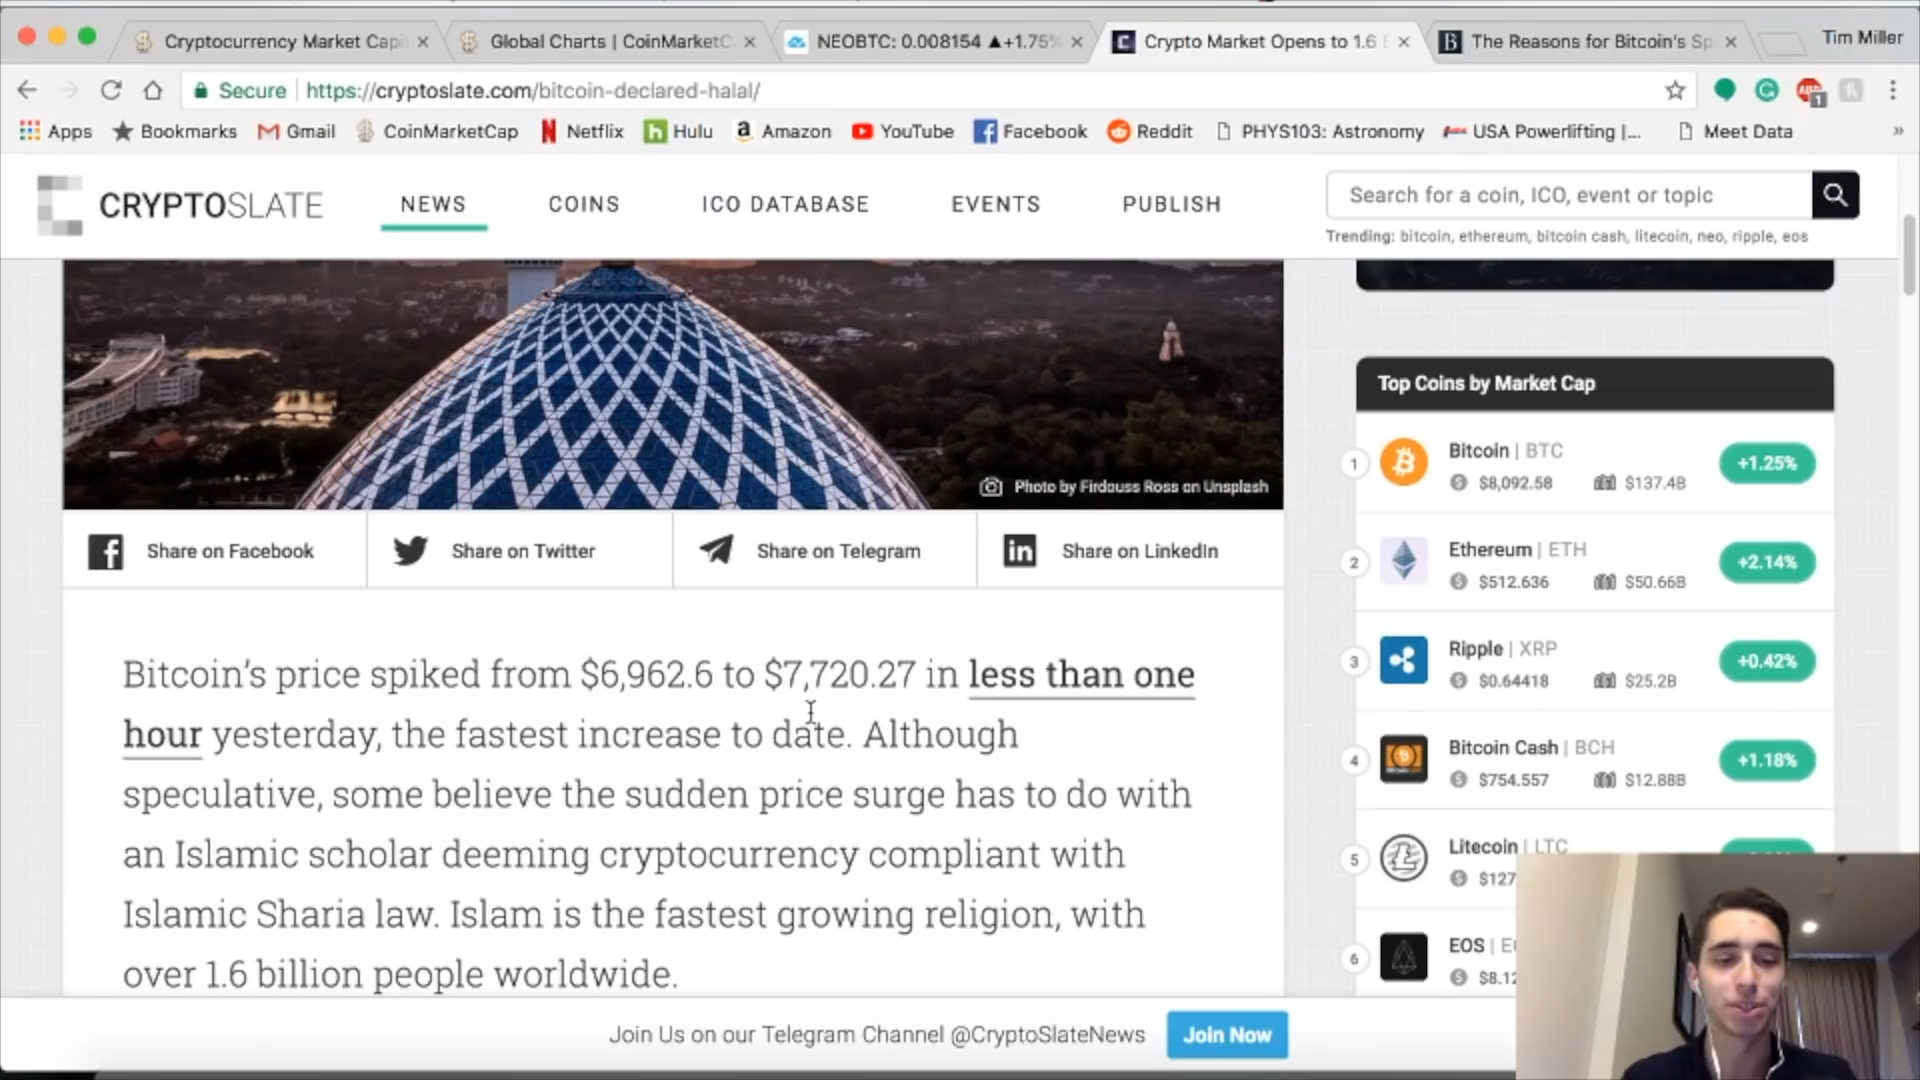 Cryptocurrency Market Capi
Global Charts | CoinMarketC
NEOBTC: 0.008154 ▲+1.75%
Crypto Market Opens to 1.6 B
The Reasons for Bitcoin's Sp
Tim Miller
Secure
https://cryptoslate.com/bitcoin-declared-halal/
1
Apps
Bookmarks
Gmail
CoinMarketCap
Netflix
Hulu
Amazon
YouTube
Facebook
Reddit
PHYS103: Astronomy
USA Powerlifting |...
Meet Data
»
CRYPTOSLATE
NEWS
COINS
ICO DATABASE
EVENTS
PUBLISH
Search for a coin, ICO, event or topic
Trending: bitcoin, ethereum, bitcoin cash, litecoin, neo, ripple, eos
Photo by Firdouss Ross on Unsplash
Share on Facebook
Share on Twitter
Share on Telegram
Share on LinkedIn
Bitcoin's price spiked from $6,962.6 to $7,720.27 in less than one
hour yesterday, the fastest increase to date. Although
speculative, some believe the sudden price surge has to do with
an Islamic scholar deeming cryptocurrency compliant with
Islamic Sharia law. Islam is the fastest growing religion, with
over 1.6 billion people worldwide.
Top Coins by Market Cap
1 Bitcoin | BTC +1.25%
$8,092.58 $137.4B
2 Ethereum | ETH +2.14%
$512.636 $50.66B
3 Ripple | XRP +0.42%
$0.64418 $25.2B
4 Bitcoin Cash | BCH +1.18%
$754.557 $12.88B
5 Litecoin | LTC
$127
6 EOS | E
$8.12
Join Us on our Telegram Channel @CryptoSlateNews
Join Now